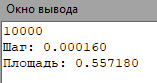 Окно вывода
10000
Шаг: 0.000160
Площадь: 0.557180